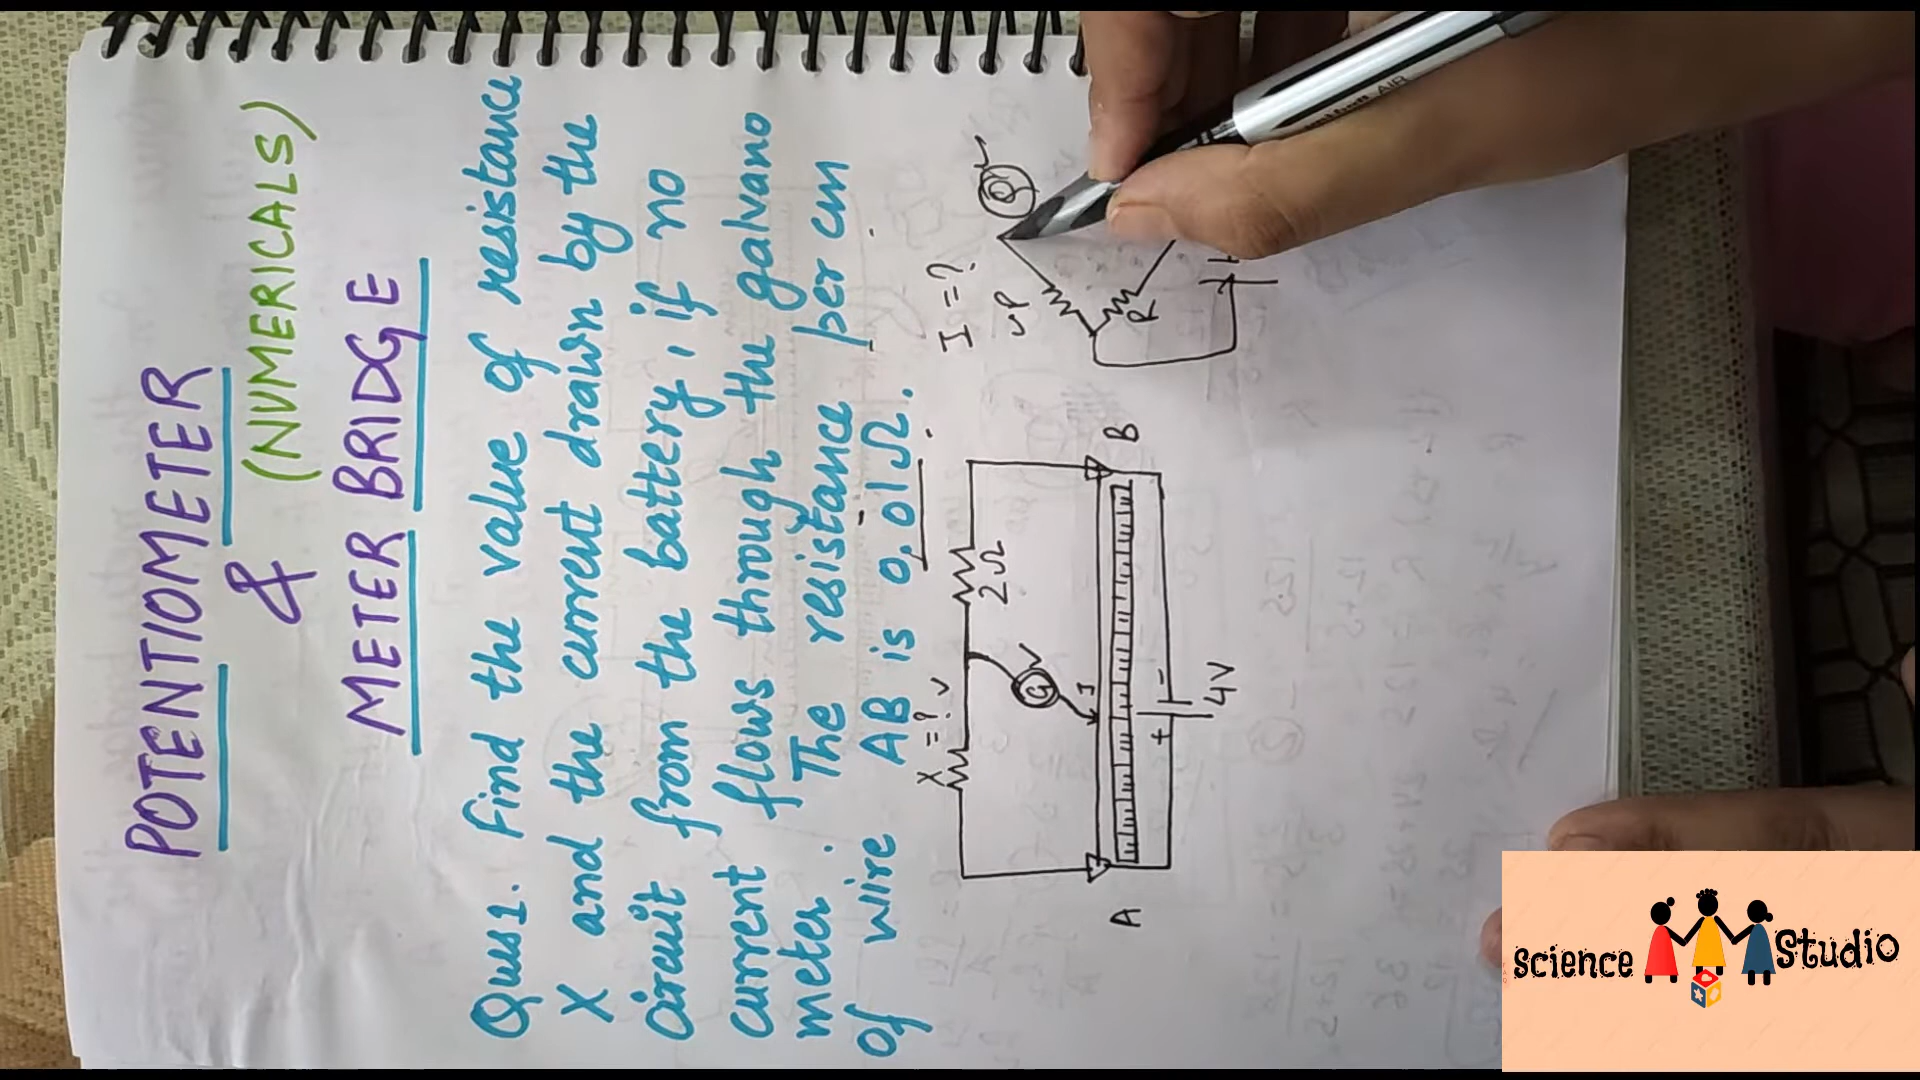 POTENTIOMETER
& (NUMERICALS)
METER BRIDGE
Ques1. Find the value of resistance
X and the current drawn by the
circuit from the battery, if no
current flows through the galvano
meter. The resistance per cm
of wire AB is 0.01Ω.
X =?
2Ω
G
J
A
B
+ -
4V
I =?
P
G
R
Science Studio